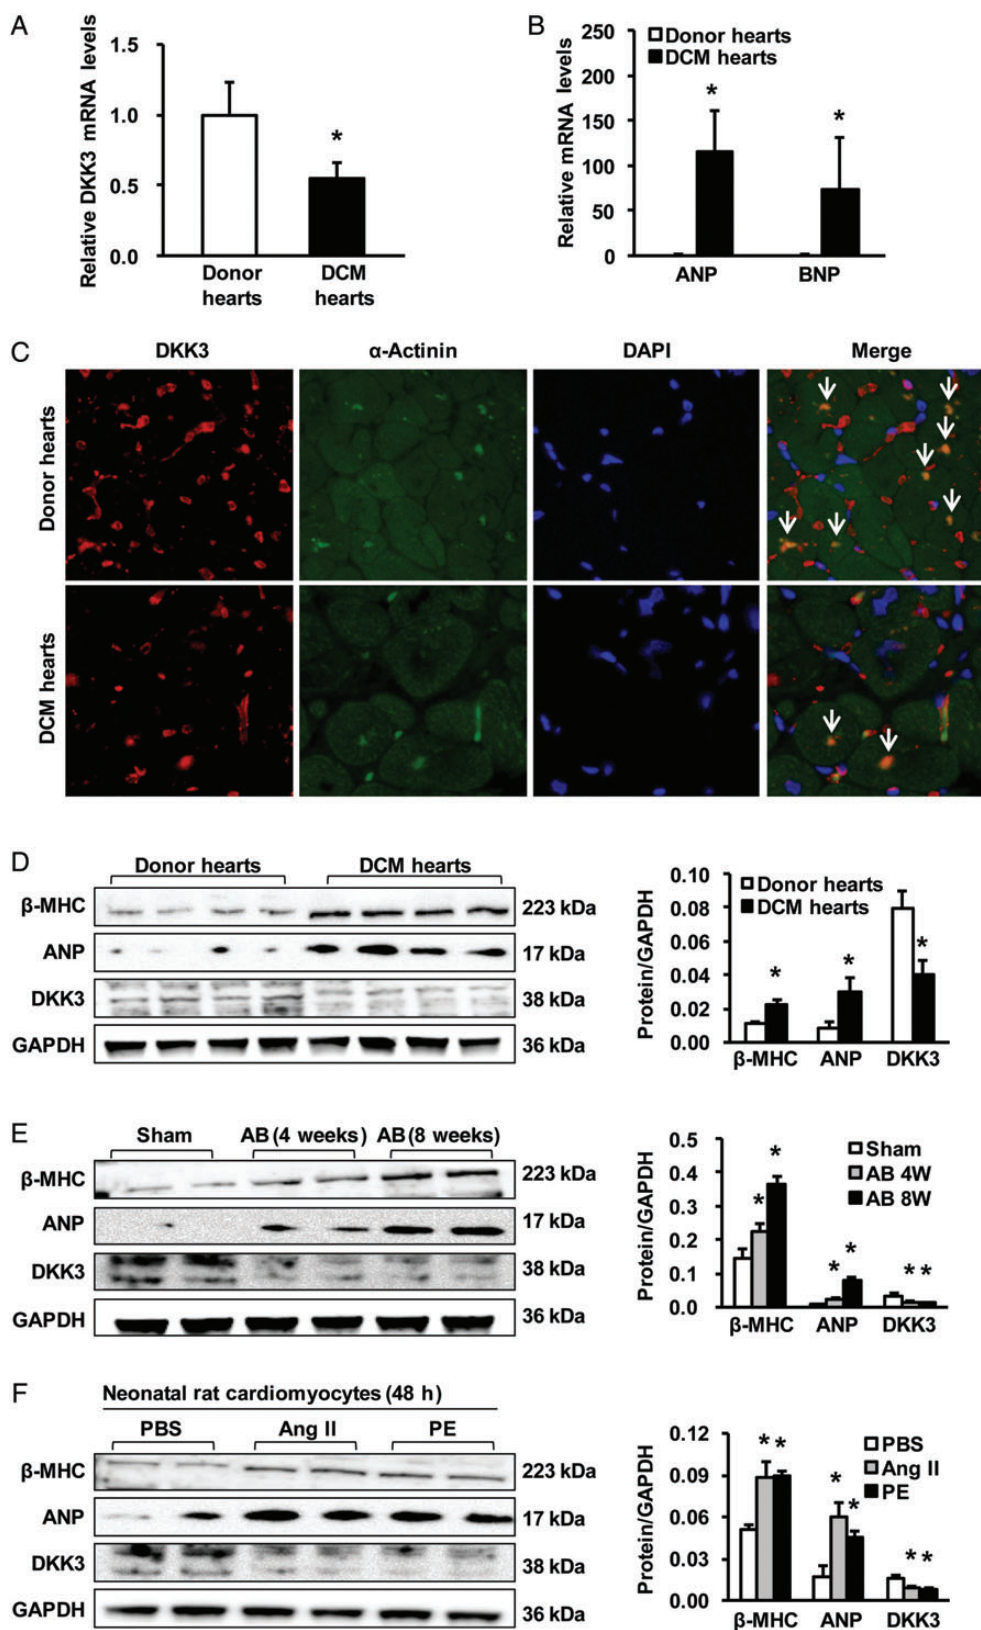 A
Relative DKK3 mRNA levels
1.5
1.0
0.5
0.0
*
Donor hearts
DCM hearts
B
Relative mRNA levels
250
200
150
100
50
0
Donor hearts
DCM hearts
*
*
ANP
BNP
C
DKK3
α-Actinin
DAPI
Merge
Donor hearts
DCM hearts
D
Donor hearts
DCM hearts
β-MHC
223 kDa
ANP
17 kDa
DKK3
38 kDa
GAPDH
36 kDa
Protein/GAPDH
0.10
0.08
0.06
0.04
0.02
0.00
Donor hearts
DCM hearts
*
*
*
β-MHC
ANP
DKK3
E
Sham
AB (4 weeks)
AB (8 weeks)
β-MHC
223 kDa
ANP
17 kDa
DKK3
38 kDa
GAPDH
36 kDa
Protein/GAPDH
0.5
0.4
0.3
0.2
0.1
0.0
Sham
AB 4W
AB 8W
*
*
*
*
* *
β-MHC
ANP
DKK3
F
Neonatal rat cardiomyocytes (48 h)
PBS
Ang II
PE
β-MHC
223 kDa
ANP
17 kDa
DKK3
38 kDa
GAPDH
36 kDa
Protein/GAPDH
0.12
0.09
0.06
0.03
0.00
PBS
Ang II
PE
* *
*
*
* *
β-MHC
ANP
DKK3